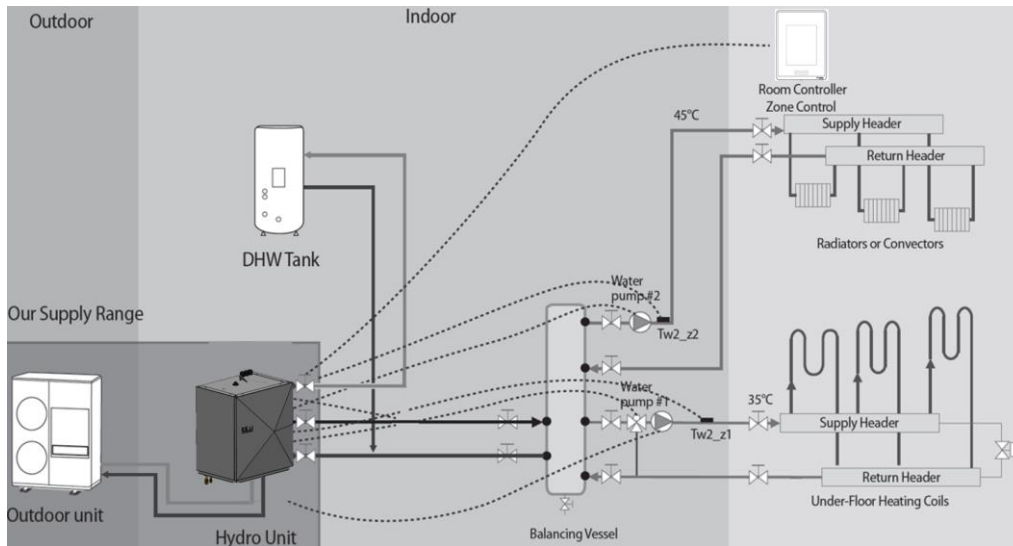 Outdoor
Indoor
Room Controller
Zone Control
45°C
Supply Header
Return Header
Radiators or Convectors
DHW Tank
Water
pump #2
Tw2_z2
Our Supply Range
Water
pump #1
35°C
Tw2_z1
Supply Header
Return Header
Under-Floor Heating Coils
Outdoor unit
Hydro Unit
Balancing Vessel